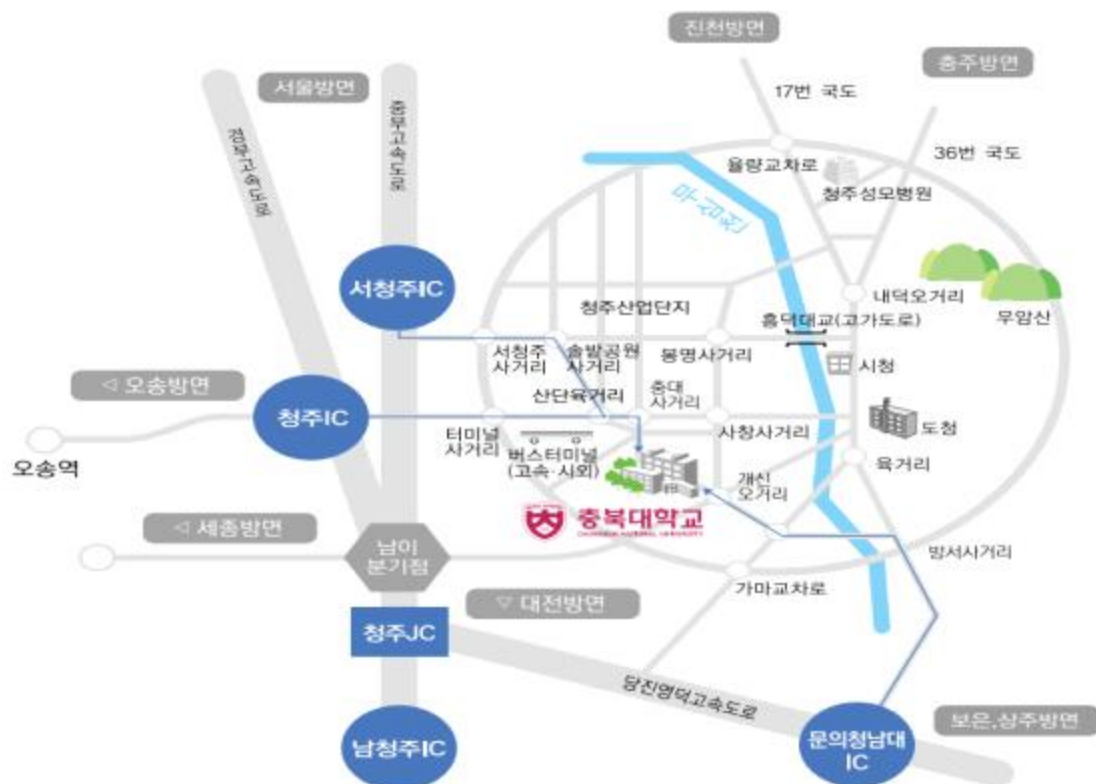 진천방면
서울방면
충주방면
17번 국도
중부고속도로
경부고속도로
36번 국도
율량교차로
청주성모병원
무심천
서청주IC
내덕오거리
청주산업단지
우암산
흥덕대교(고가도로)
서청주
사거리
솔밭공원
사거리
봉명사거리
시청
◁ 오송방면
산단육거리
충대
사거리
청주IC
터미널
사거리
버스터미널
(고속·시외)
사창사거리
도청
오송역
육거리
개신
오거리
충북대학교
CHUNGBUK NATIONAL UNIVERSITY
◁ 세종방면
남이
분기점
방서사거리
가마교차로
▽ 대전방면
청주JC
당진영덕고속도로
보은.상주방면
남청주IC
문의청남대
IC